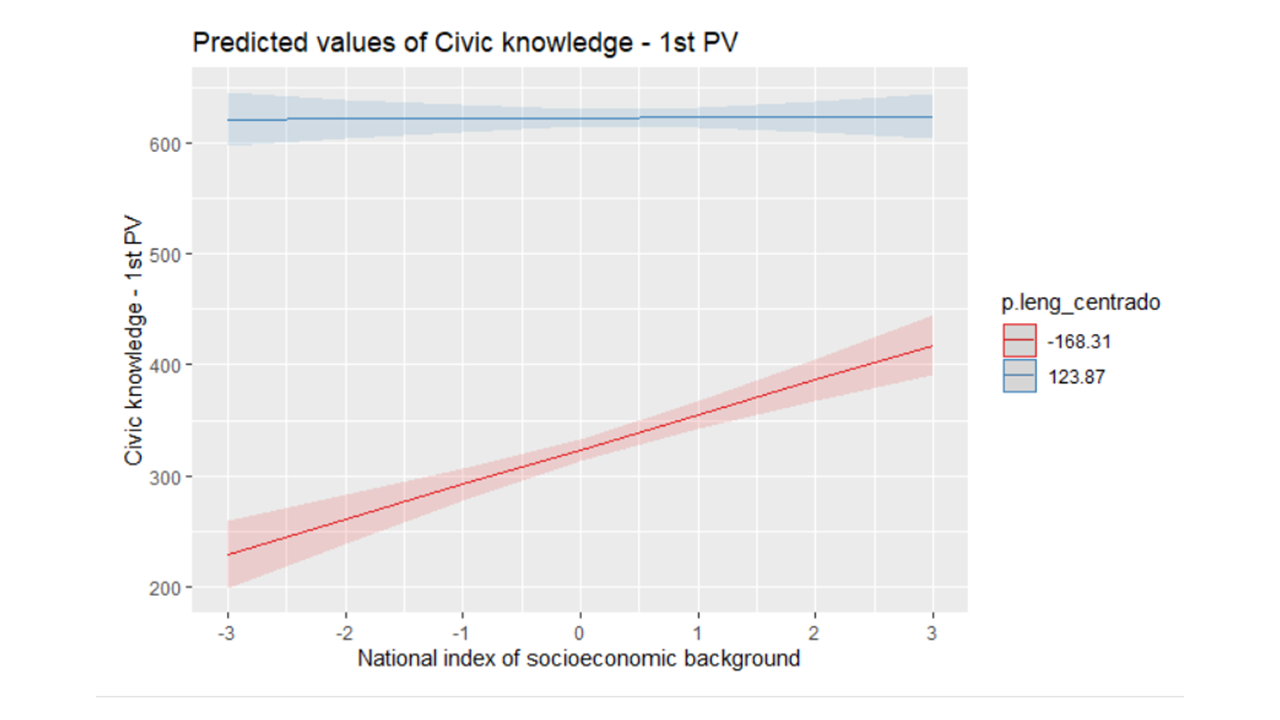 Predicted values of Civic knowledge - 1st PV
Civic knowledge - 1st PV
600
500
400
300
200
-3 -2 -1 0 1 2 3
National index of socioeconomic background
p.leng_centrado
-168.31
123.87